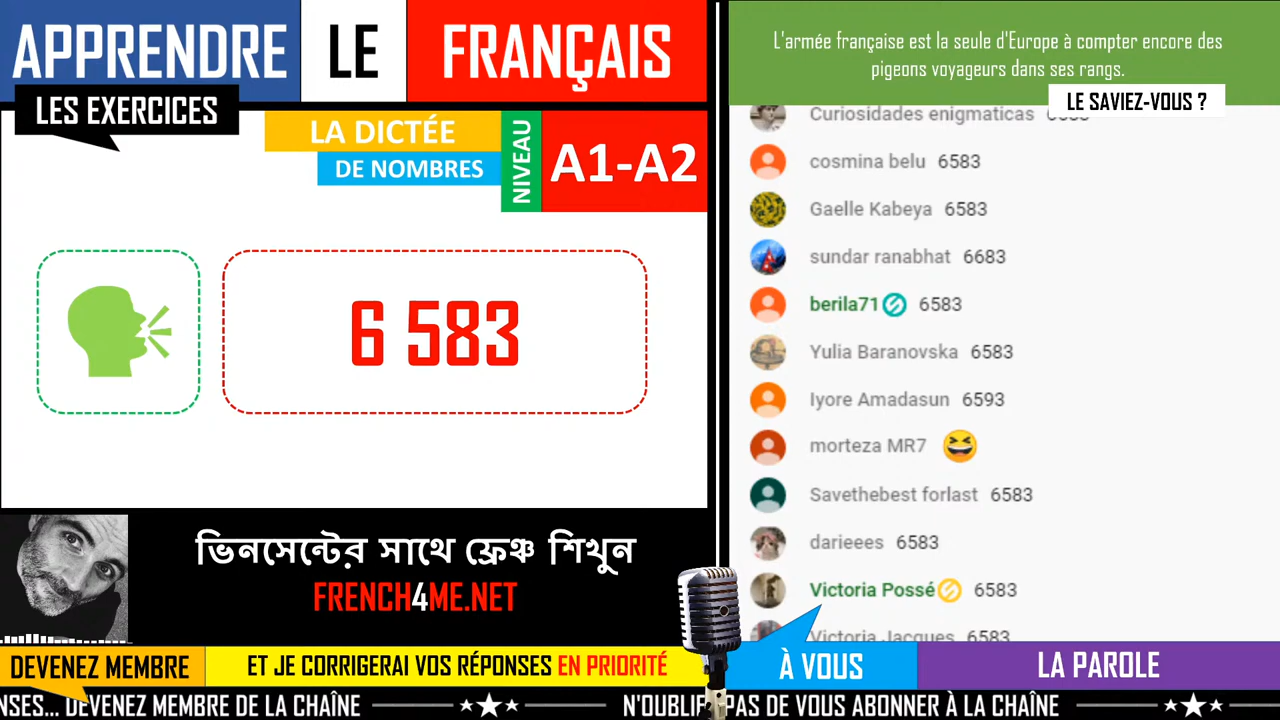 APPRENDRE LE FRANÇAIS
LES EXERCICES
LA DICTÉE
DE NOMBRES
NIVEAU
A1-A2
6 583
ভিনসেন্টের সাথে ফ্রেঞ্চ শিখুন
FRENCH4ME.NET
DEVENEZ MEMBRE
ET JE CORRIGERAI VOS RÉPONSES EN PRIORITÉ
L'armée française est la seule d'Europe à compter encore des
pigeons voyageurs dans ses rangs.
LE SAVIEZ-VOUS ?
Curiosidades enigmaticas
cosmina belu 6583
Gaelle Kabeya 6583
sundar ranabhat 6683
berila71 6583
Yulia Baranovska 6583
Iyore Amadasun 6593
morteza MR7
Savethebest forlast 6583
darieees 6583
Victoria Possé 6583
Victoria Jacques 6583
À VOUS
LA PAROLE
NSES... DEVENEZ MEMBRE DE LA CHAÎNE
N'OUBLIE PAS DE VOUS ABONNER À LA CHAÎNE